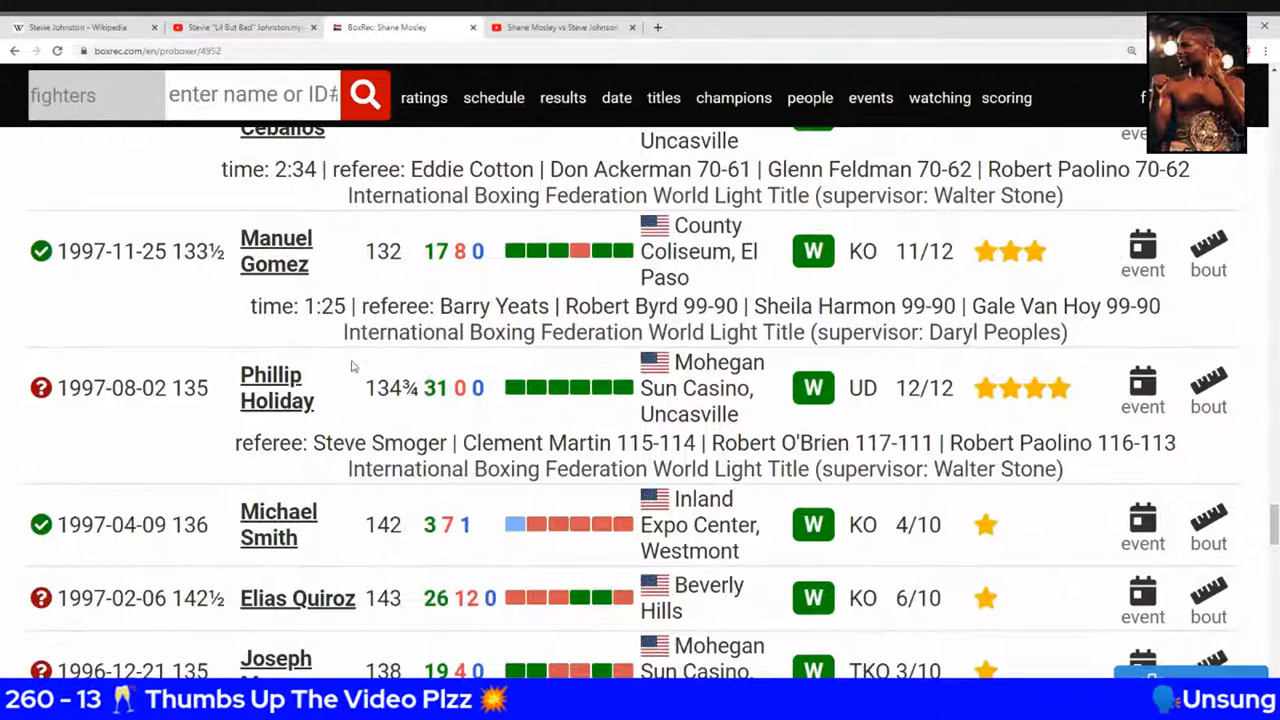 Stevie Johnston - Wikipedia
Stevie "Lil But Bad" Johnston.mp
BoxRec: Shane Mosley
Shane Mosley vs Steve Johnson
boxrec.com/en/proboxer/4952
fighters enter name or ID# ratings schedule results date titles champions people events watching scoring f
Ceballos Uncasville eve
time: 2:34 | referee: Eddie Cotton | Don Ackerman 70-61 | Glenn Feldman 70-62 | Robert Paolino 70-62
International Boxing Federation World Light Title (supervisor: Walter Stone)
1997-11-25 133½ Manuel Gomez 132 17 8 0 County Coliseum, El Paso W KO 11/12 event bout
time: 1:25 | referee: Barry Yeats | Robert Byrd 99-90 | Sheila Harmon 99-90 | Gale Van Hoy 99-90
International Boxing Federation World Light Title (supervisor: Daryl Peoples)
1997-08-02 135 Phillip Holiday 134¾ 31 0 0 Mohegan Sun Casino, Uncasville W UD 12/12 event bout
referee: Steve Smoger | Clement Martin 115-114 | Robert O'Brien 117-111 | Robert Paolino 116-113
International Boxing Federation World Light Title (supervisor: Walter Stone)
1997-04-09 136 Michael Smith 142 3 7 1 Inland Expo Center, Westmont W KO 4/10 event bout
1997-02-06 142½ Elias Quiroz 143 26 12 0 Beverly Hills W KO 6/10 event bout
1996-12-21 135 Joseph 138 19 4 0 Mohegan Sun Casino, W TKO 3/10
260 - 13 🥂 Thumbs Up The Video Plzz 💥 🗣️Unsung